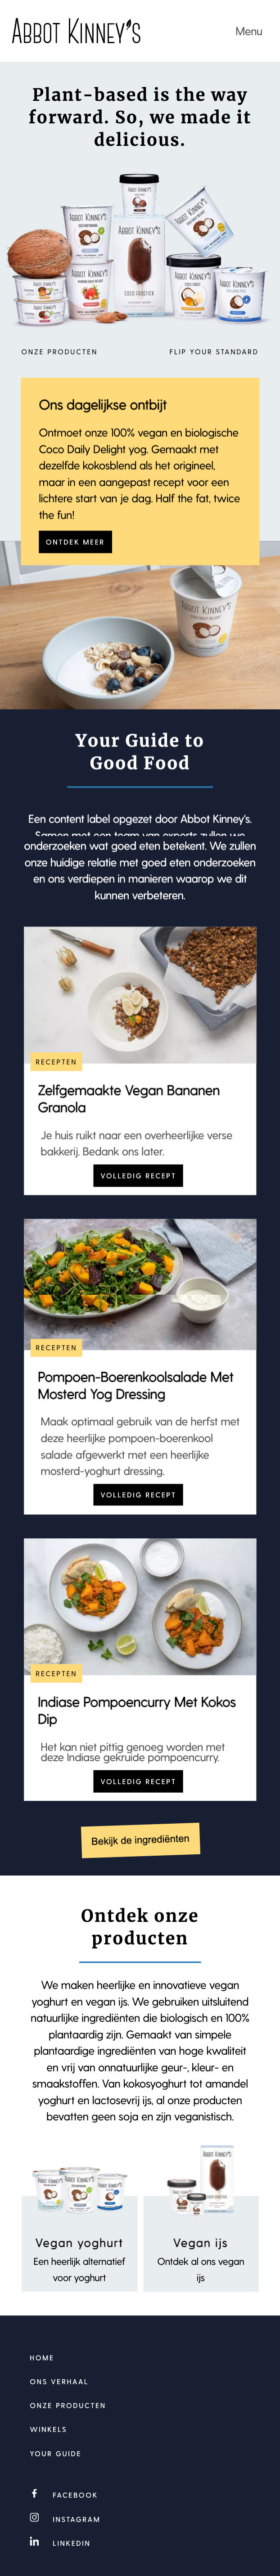 ABBOT KINNEY'S
Menu
Plant-based is the way
forward. So, we made it
delicious.
ONZE PRODUCTEN
FLIP YOUR STANDARD
Ons dagelijkse ontbijt
Ontmoet onze 100% vegan en biologische
Coco Daily Delight yog. Gemaakt met
dezelfde kokosblend als het origineel,
maar in een aangepast recept voor een
lichtere start van je dag. Half the fat, twice
the fun!
ONTDEK MEER
Your Guide to
Good Food
Een content label opgezet door Abbot Kinney's.
Samen met een team van experts zullen we
onderzoeken wat goed eten betekent. We zullen
onze huidige relatie met goed eten onderzoeken
en ons verdiepen in manieren waarop we dit
kunnen verbeteren.
RECEPTEN
Zelfgemaakte Vegan Bananen
Granola
Je huis ruikt naar een overheerlijke verse
bakkerij. Bedank ons later.
VOLLEDIG RECEPT
RECEPTEN
Pompoen-Boerenkoolsalade Met
Mosterd Yog Dressing
Maak optimaal gebruik van de herfst met
deze heerlijke pompoen-boerenkool
salade afgewerkt met een heerlijke
mosterd-yoghurt dressing.
VOLLEDIG RECEPT
RECEPTEN
Indiase Pompoencurry Met Kokos
Dip
Het kan niet pittig genoeg worden met
deze Indiase gekruide pompoencurry.
VOLLEDIG RECEPT
Bekijk de ingrediënten
Ontdek onze
producten
We maken heerlijke en innovatieve vegan
yoghurt en vegan ijs. We gebruiken uitsluitend
natuurlijke ingrediënten die biologisch en 100%
plantaardig zijn. Gemaakt van simpele
plantaardige ingrediënten van hoge kwaliteit
en vrij van onnatuurlijke geur-, kleur- en
smaakstoffen. Van kokosyoghurt tot amandel
yoghurt en lactosevrij ijs, al onze producten
bevatten geen soja en zijn veganistisch.
Vegan yoghurt
Een heerlijk alternatief
voor yoghurt
Vegan ijs
Ontdek al ons vegan
ijs
HOME
ONS VERHAAL
ONZE PRODUCTEN
WINKELS
YOUR GUIDE
FACEBOOK
INSTAGRAM
LINKEDIN